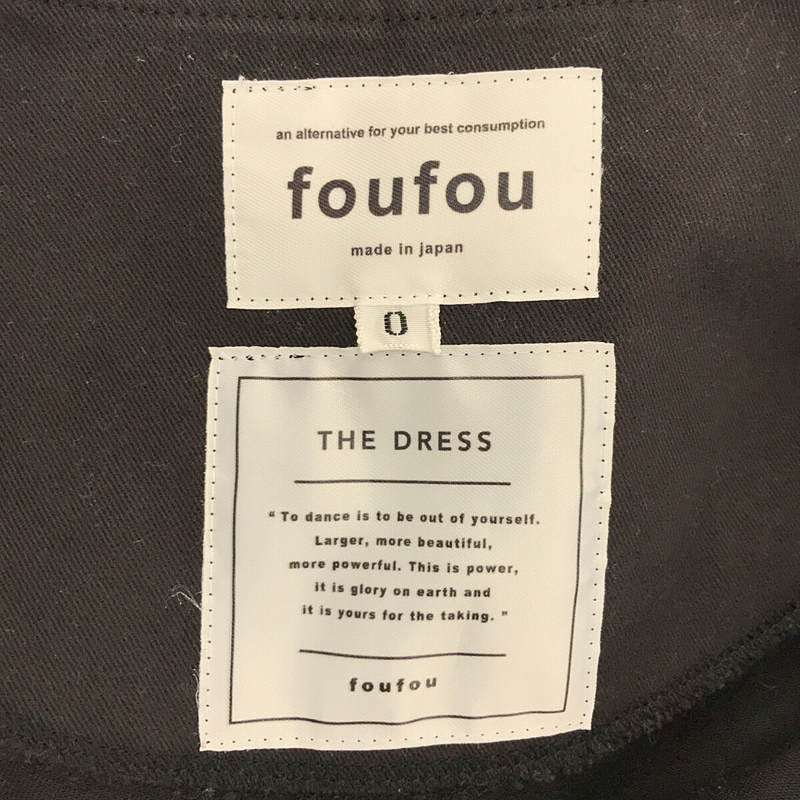 an alternative for your best consumption
foufou
made in japan
0
THE DRESS
“ To dance is to be out of yourself.
Larger, more beautiful,
more powerful. This is power,
it is glory on earth and
it is yours for the taking. ”
foufou